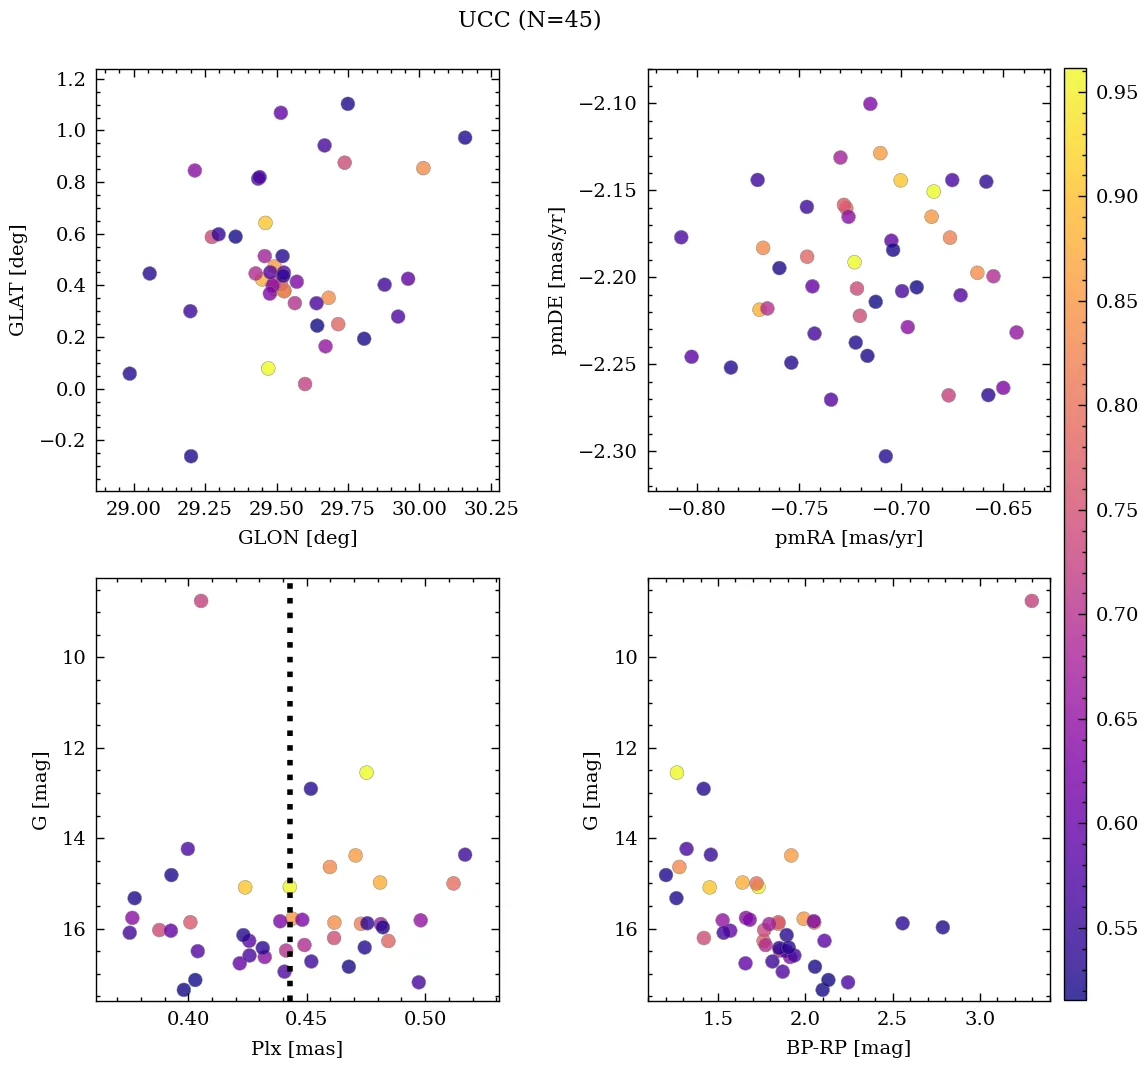 UCC (N=45)
1.2
1.0
0.8
0.6
0.4
0.2
0.0
−0.2
GLAT [deg]
29.00 29.25 29.50 29.75 30.00 30.25
GLON [deg]
−2.10
−2.15
−2.20
−2.25
−2.30
pmDE [mas/yr]
−0.80 −0.75 −0.70 −0.65
pmRA [mas/yr]
10
12
14
16
G [mag]
0.40 0.45 0.50
Plx [mas]
10
12
14
16
G [mag]
1.5 2.0 2.5 3.0
BP-RP [mag]
0.95
0.90
0.85
0.80
0.75
0.70
0.65
0.60
0.55